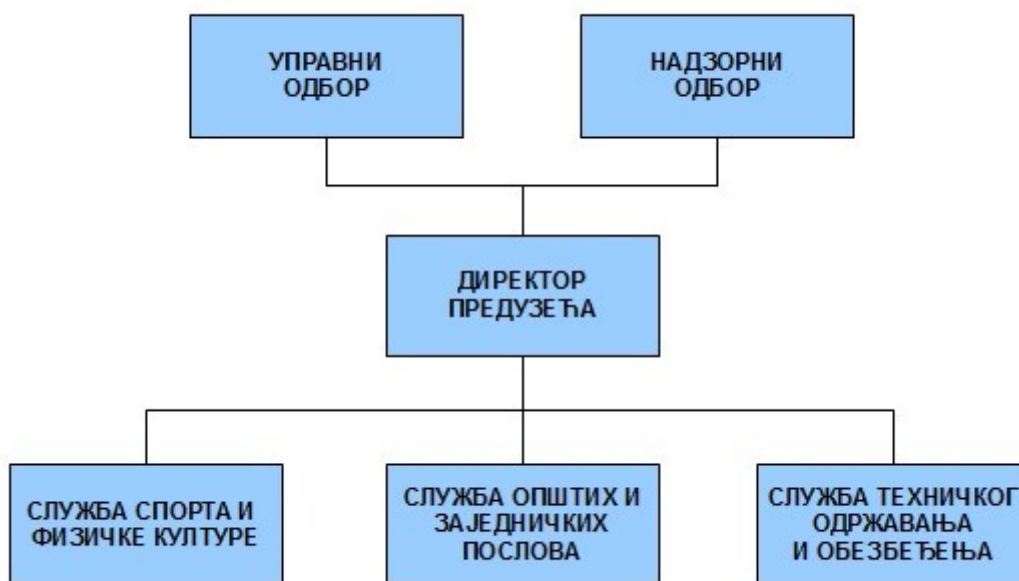 УПРАВНИ
ОДБОР
НАДЗОРНИ
ОДБОР
ДИРЕКТОР
ПРЕДУЗЕЋА
СЛУЖБА СПОРТА И
ФИЗИЧКЕ КУЛТУРЕ
СЛУЖБА ОПШТИХ И
ЗАЈЕДНИЧКИХ
ПОСЛОВА
СЛУЖБА ТЕХНИЧКОГ
ОДРЖАВАЊА
И ОБЕЗБЕЂЕЊА